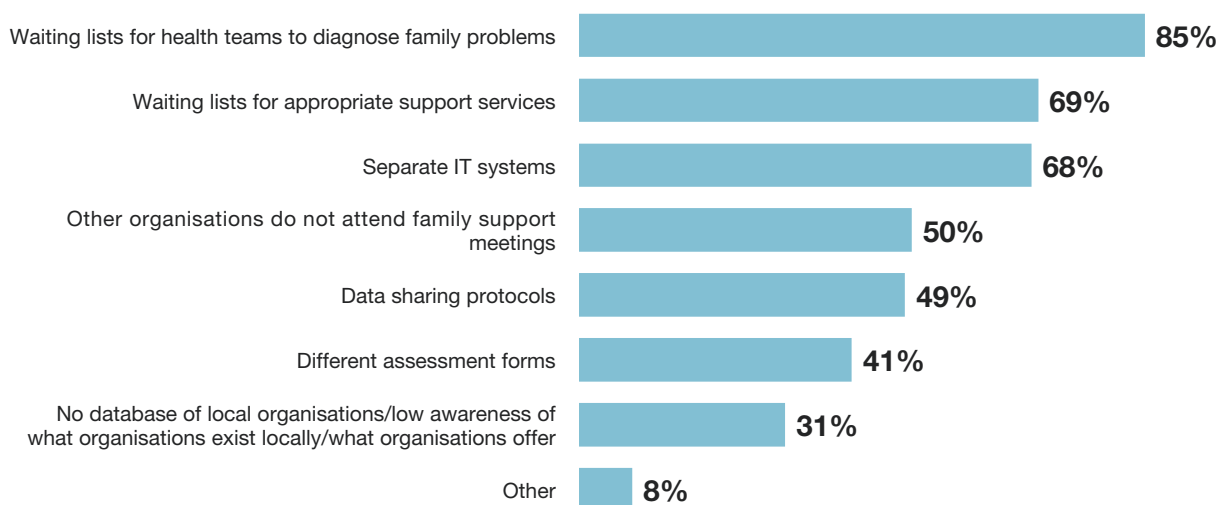 Waiting lists for health teams to diagnose family problems 85%
Waiting lists for appropriate support services 69%
Separate IT systems 68%
Other organisations do not attend family support
meetings 50%
Data sharing protocols 49%
Different assessment forms 41%
No database of local organisations/low awareness of
what organisations exist locally/what organisations offer 31%
Other 8%